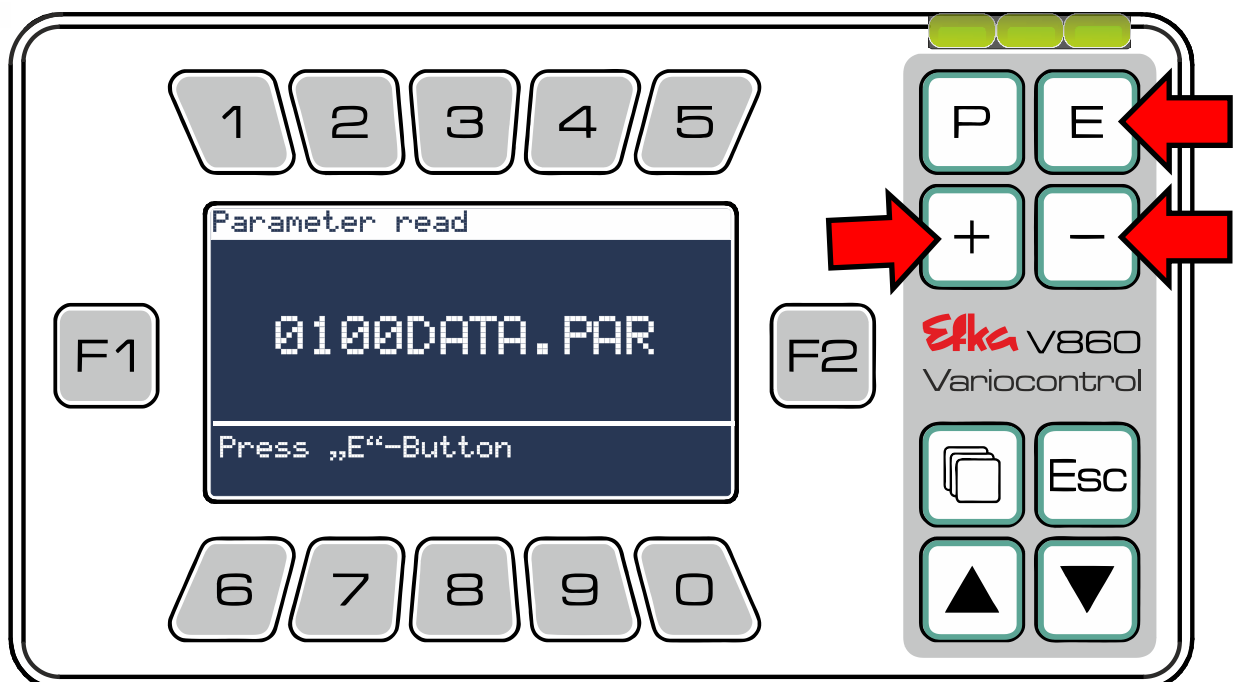 1 2 3 4 5
P E
Parameter read
+ −
0100DATA.PAR
F1 F2
Efka V860
Variocontrol
Press „E“-Button
Esc
6 7 8 9 0